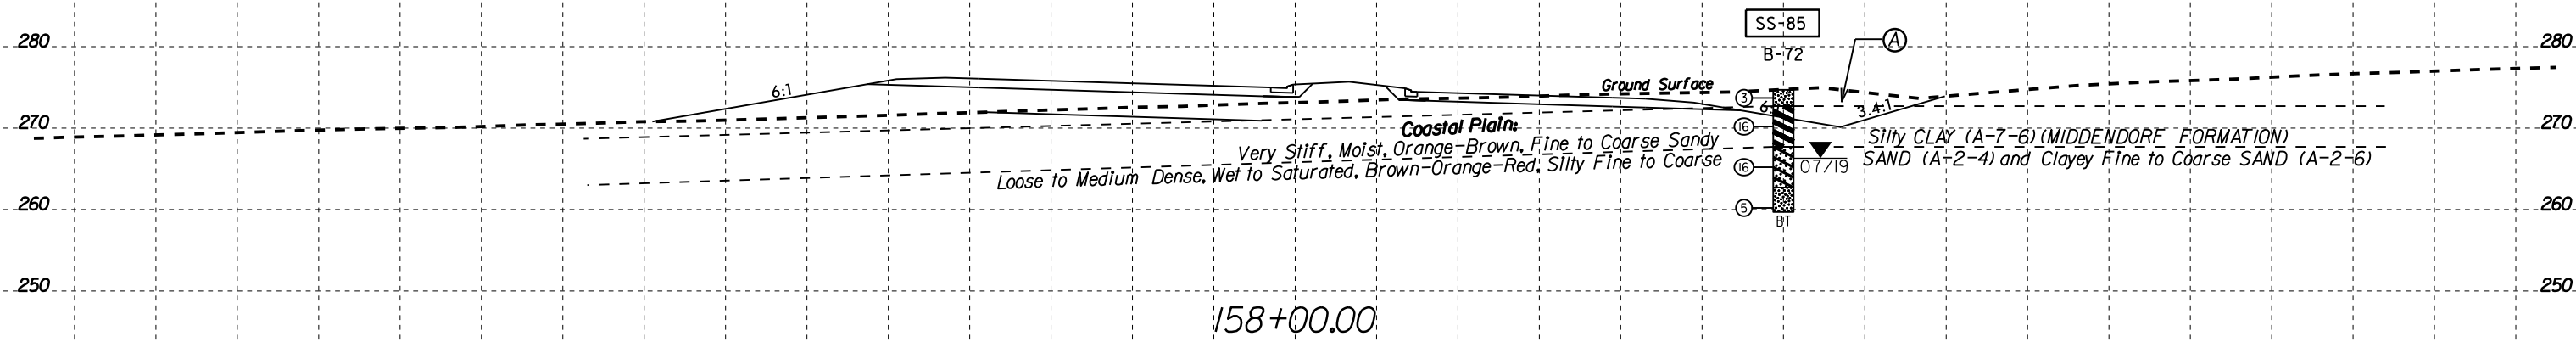 SS-85
B-72
A
280
280
6:1
Ground Surface
3
6:1
3.4:1
270
270
16
Coastal Plain:
Very Stiff, Moist, Orange-Brown, Fine to Coarse Sandy Silty CLAY (A-7-6) (MIDDENDORF FORMATION)
Loose to Medium Dense, Wet to Saturated, Brown-Orange-Red, Silty Fine to Coarse SAND (A-2-4) and Clayey Fine to Coarse SAND (A-2-6)
16
07/19
260
260
5
BT
250
250
158+00.00